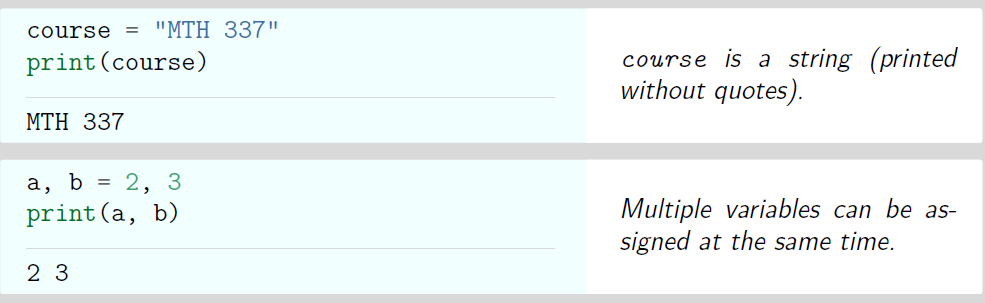 course = "MTH 337"
print(course)
MTH 337
course is a string (printed
without quotes).
a, b = 2, 3
print(a, b)
2 3
Multiple variables can be as-
signed at the same time.